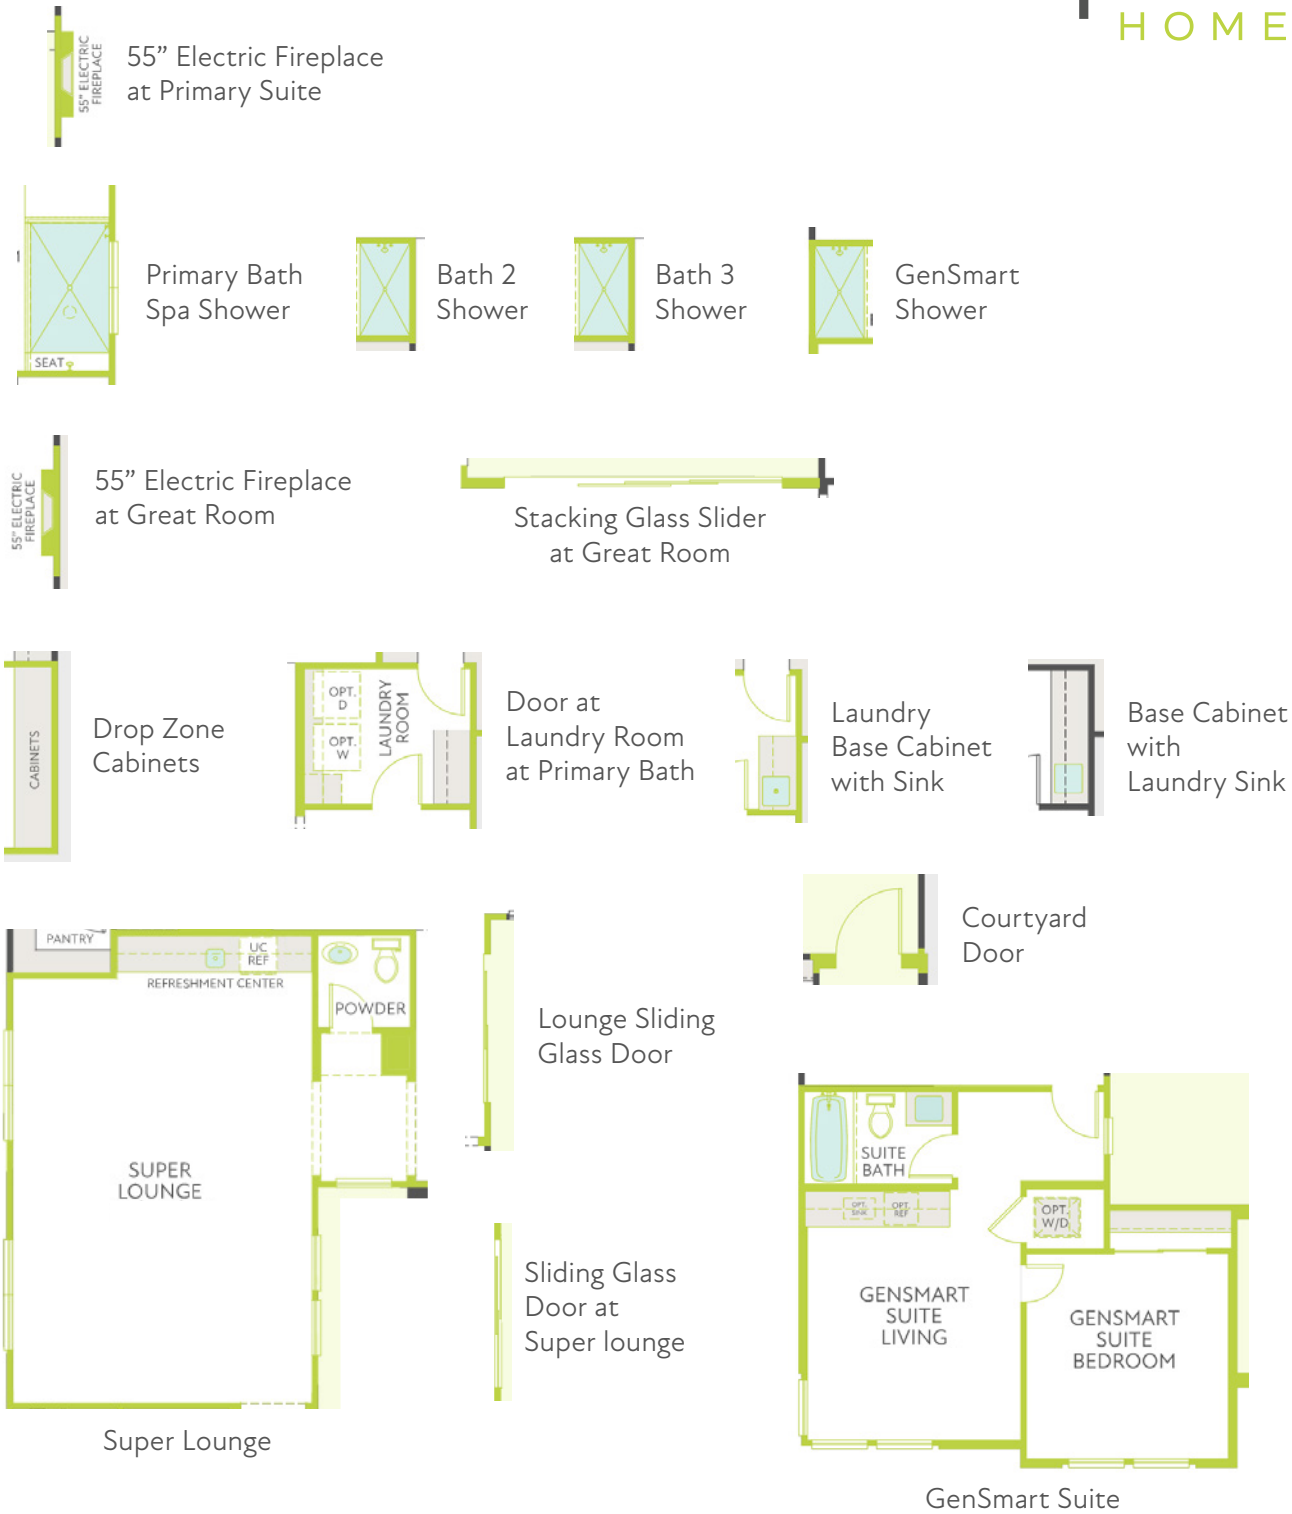 HOME
55" ELECTRIC
FIREPLACE
55” Electric Fireplace
at Primary Suite
SEAT
Primary Bath
Spa Shower
Bath 2
Shower
Bath 3
Shower
GenSmart
Shower
55" ELECTRIC
FIREPLACE
55” Electric Fireplace
at Great Room
Stacking Glass Slider
at Great Room
CABINETS
Drop Zone
Cabinets
OPT.
D
OPT.
W
LAUNDRY
ROOM
Door at
Laundry Room
at Primary Bath
Laundry
Base Cabinet
with Sink
Base Cabinet
with
Laundry Sink
Courtyard
Door
PANTRY
UC
REF
REFRESHMENT CENTER
POWDER
SUPER
LOUNGE
Super Lounge
Lounge Sliding
Glass Door
Sliding Glass
Door at
Super lounge
SUITE
BATH
OPT.
SINK
OPT.
REF
OPT.
W/D
GENSMART
SUITE
LIVING
GENSMART
SUITE
BEDROOM
GenSmart Suite